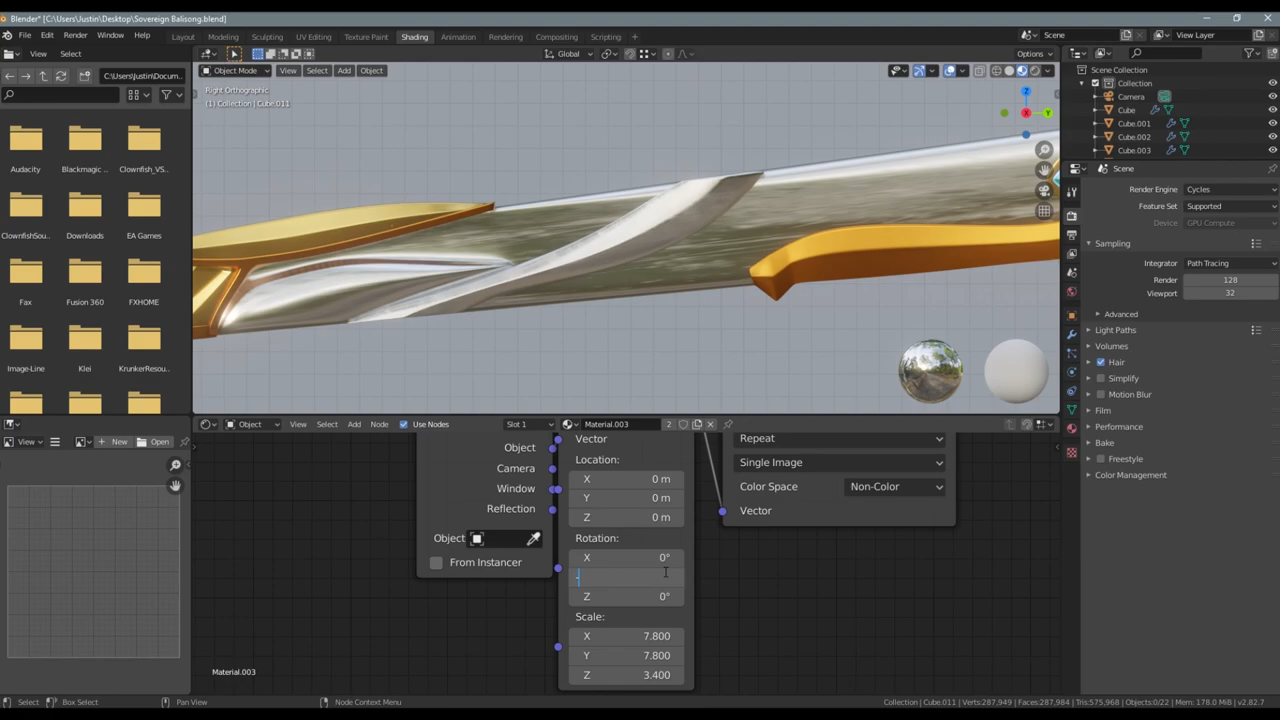 Blender* [C:\Users\Justin\Desktop\Sovereign Balisong.blend]
File Edit Render Window Help Layout Modeling Sculpting UV Editing Texture Paint Shading Animation Rendering Compositing Scripting Scene View Layer
View Select Global Options
C:\Users\Justin\Docum... Object Mode View Select Add Object
Right Orthographic
(1) Collection | Cube.011
Z
X Y
Audacity Blackmagic .. Clownfish_VS..
ClownfishSou.. Downloads EA Games
Fax Fusion 360 FXHOME
Image-Line Klei KrunkerResou..
Scene Collection
Collection
Camera
Cube
Cube.001
Cube.002
Cube.003
Scene
Render Engine Cycles
Feature Set Supported
Device GPU Compute
Sampling
Integrator Path Tracing
Render 128
Viewport 32
Advanced
Light Paths
Volumes
Hair
Simplify
Motion Blur
Film
Performance
Bake
Freestyle
Color Management
Object View Select Add Node Use Nodes Slot 1 Material.003 2
View New Open
Object
Camera
Window
Reflection
Object
From Instancer
Vector
Location:
X 0 m
Y 0 m
Z 0 m
Rotation:
X 0°
-
Z 0°
Scale:
X 7.800
Y 7.800
Z 3.400
Repeat
Single Image
Color Space Non-Color
Vector
Material.003
Select Box Select Pan View Node Context Menu Collection | Cube.011 | Verts:287,949 | Faces:287,984 | Tris:575,968 | Objects:0/22 | Mem: 178.0 MiB | v2.82.7